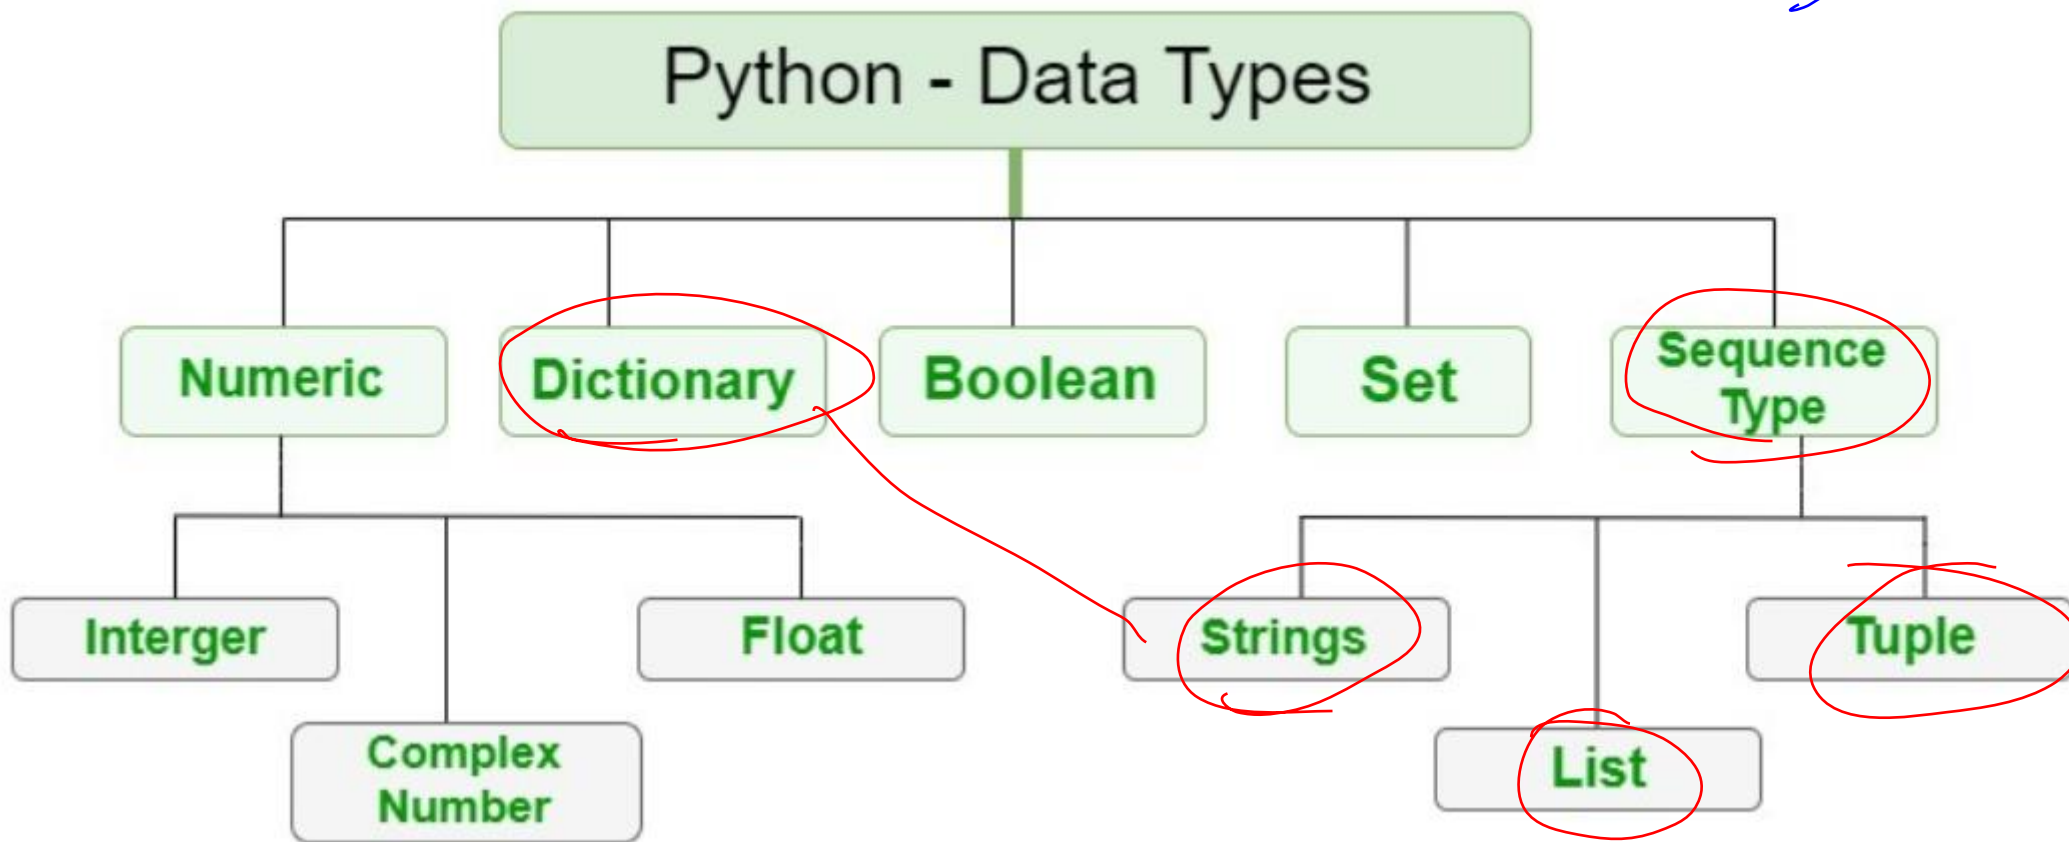 Python - Data Types
Numeric
Dictionary
Boolean
Set
Sequence
Type
Interger
Float
Strings
Tuple
Complex
Number
List